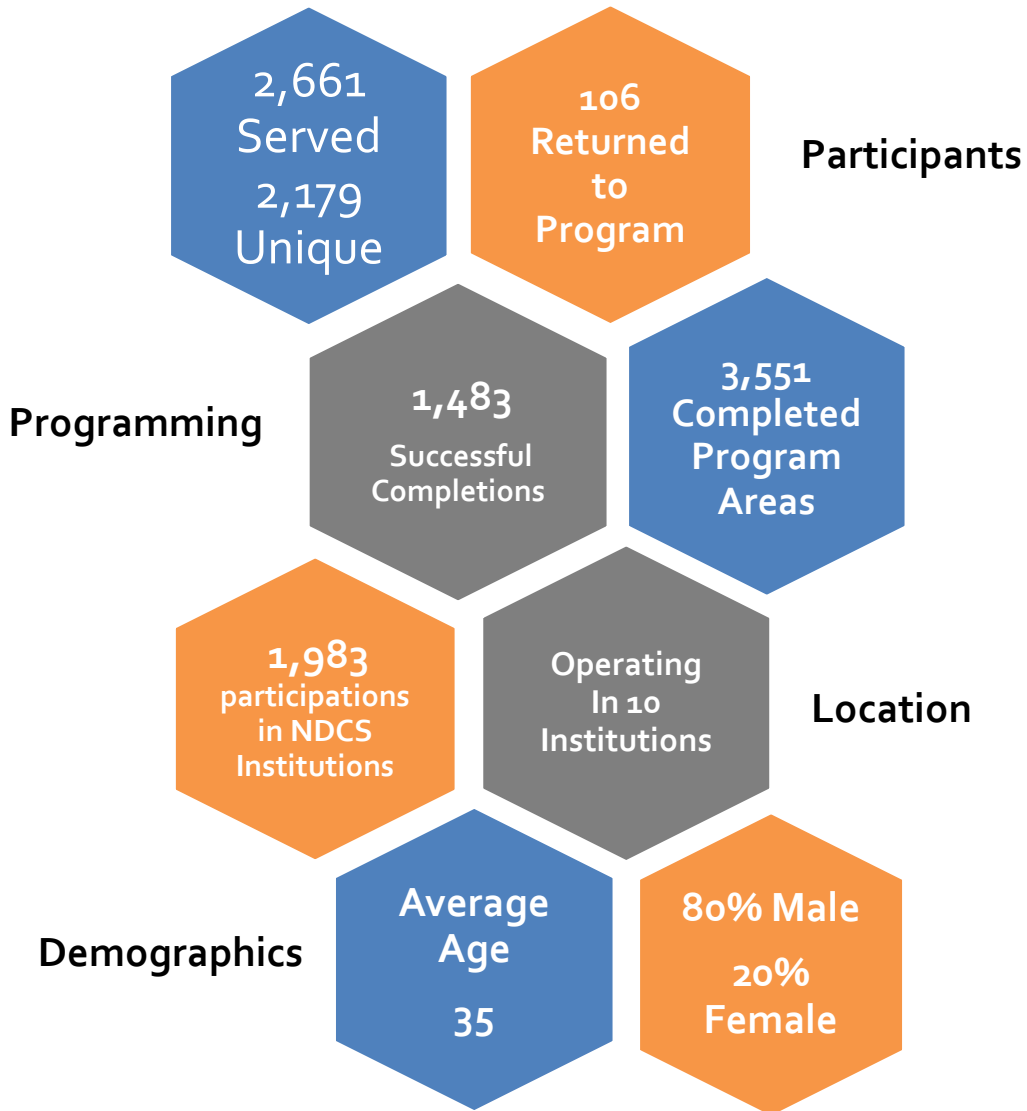 2,661
Served
2,179
Unique
106
Returned
to
Program
Participants
Programming
1,483
Successful
Completions
3,551
Completed
Program
Areas
1,983
participations
in NDCS
Institutions
Operating
In 10
Institutions
Location
Demographics
Average
Age
35
80% Male
20%
Female